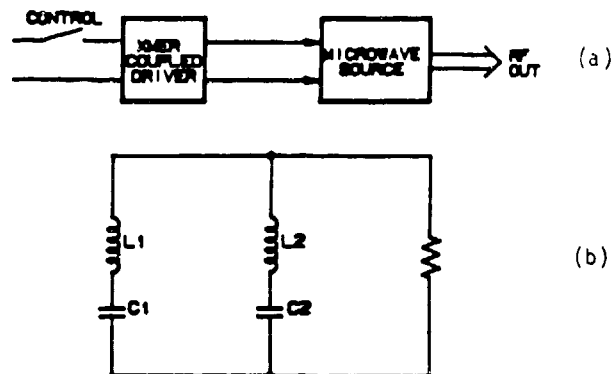 CONTROL
XMER
COUPLED
DRIVER
MICROWAVE
SOURCE
RF
OUT
(a)
L1
L2
C1
C2
(b)